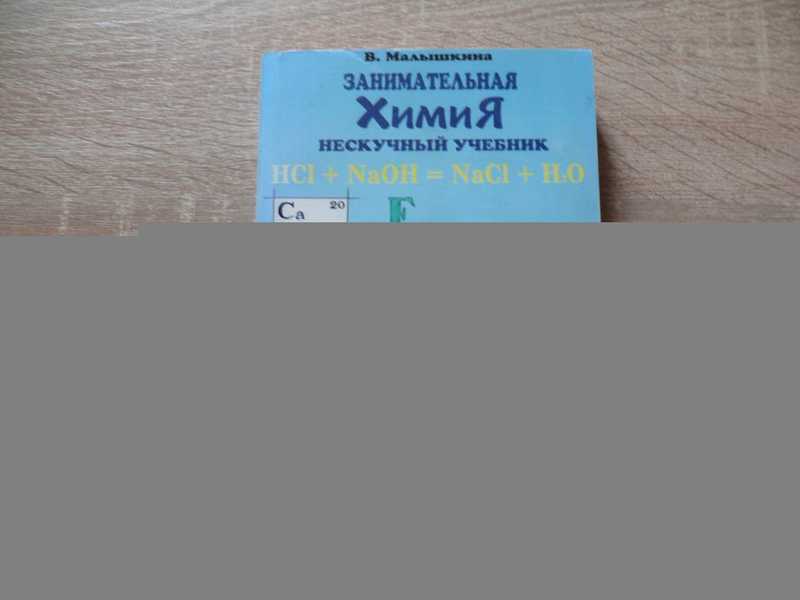 В. Малышкина
ЗАНИМАТЕЛЬНАЯ
ХимиЯ
НЕСКУЧНЫЙ УЧЕБНИК
HCl + NaOH = NaCl + H₂O
Ca 20
F